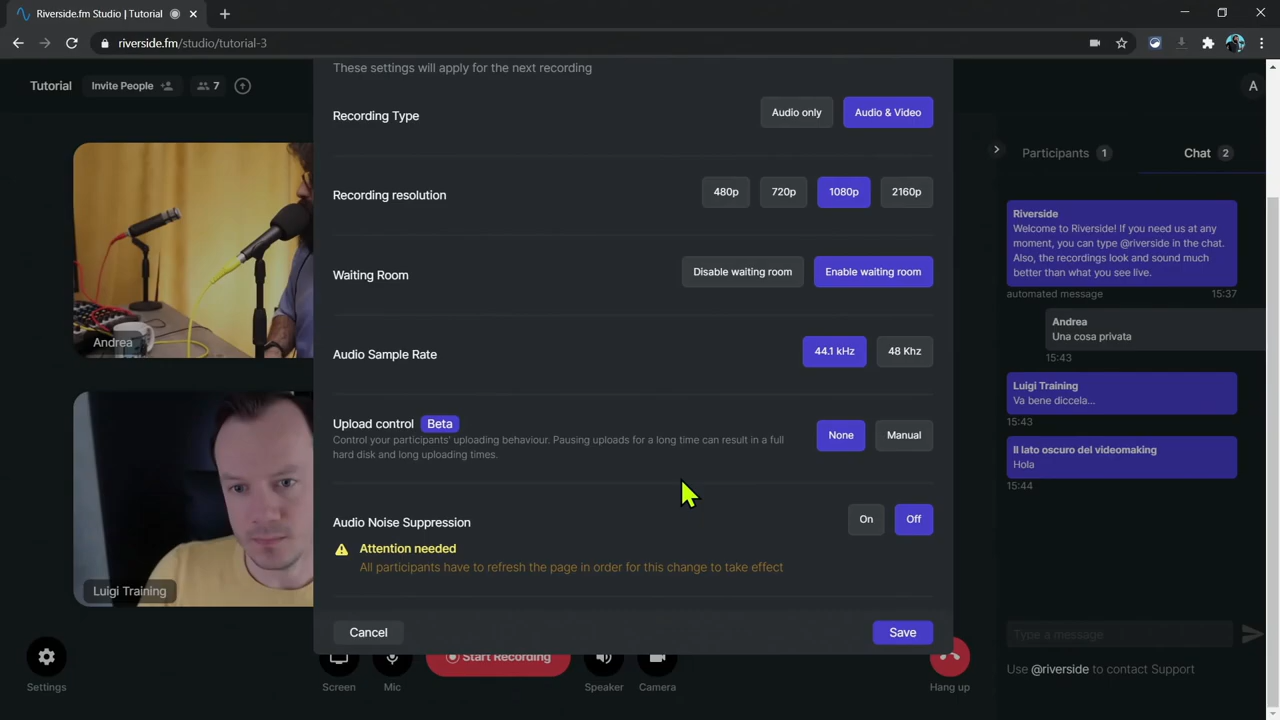 Riverside.fm Studio | Tutorial
riverside.fm/studio/tutorial-3
Tutorial
Invite People
7
A
These settings will apply for the next recording
Recording Type
Audio only
Audio & Video
Recording resolution
480p
720p
1080p
2160p
Waiting Room
Disable waiting room
Enable waiting room
Audio Sample Rate
44.1 kHz
48 Khz
Upload control Beta
Control your participants' uploading behaviour. Pausing uploads for a long time can result in a full
hard disk and long uploading times.
None
Manual
Audio Noise Suppression
On
Off
Attention needed
All participants have to refresh the page in order for this change to take effect
Cancel
Save
Andrea
Luigi Training
Settings
Screen
Mic
Start Recording
Speaker
Camera
Hang up
Participants 1
Chat 2
Riverside
Welcome to Riverside! If you need us at any
moment, you can type @riverside in the chat.
Also, the recordings look and sound much
better than what you see live.
automated message
15:37
Andrea
Una cosa privata
15:43
Luigi Training
Va bene diccela...
15:43
Il lato oscuro del videomaking
Hola
15:44
Type a message
Use @riverside to contact Support